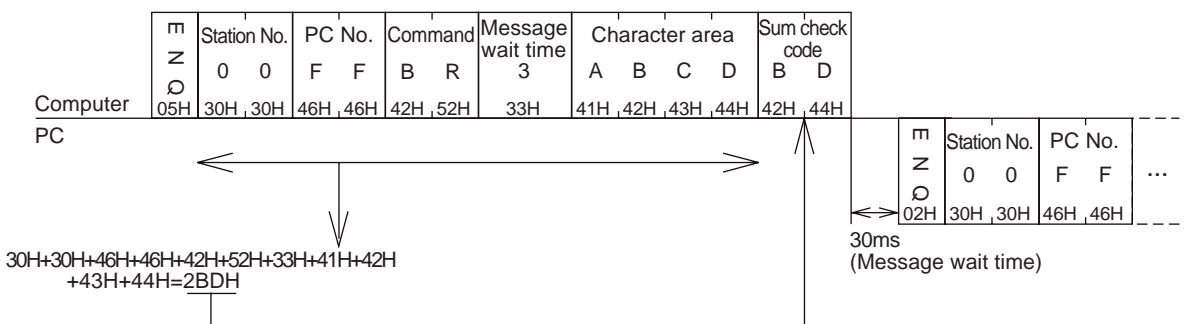 E N Q
Station No.
PC No.
Command
Message wait time
Character area
Sum check code
0 0
F F
B R
3
A B C D
B D
Computer
05H
30H 30H
46H 46H
42H 52H
33H
41H 42H 43H 44H
42H 44H
PC
E N Q
Station No.
PC No.
0 0
F F
...
02H
30H 30H
46H 46H
30ms
(Message wait time)
30H+30H+46H+46H+42H+52H+33H+41H+42H
+43H+44H=2BDH